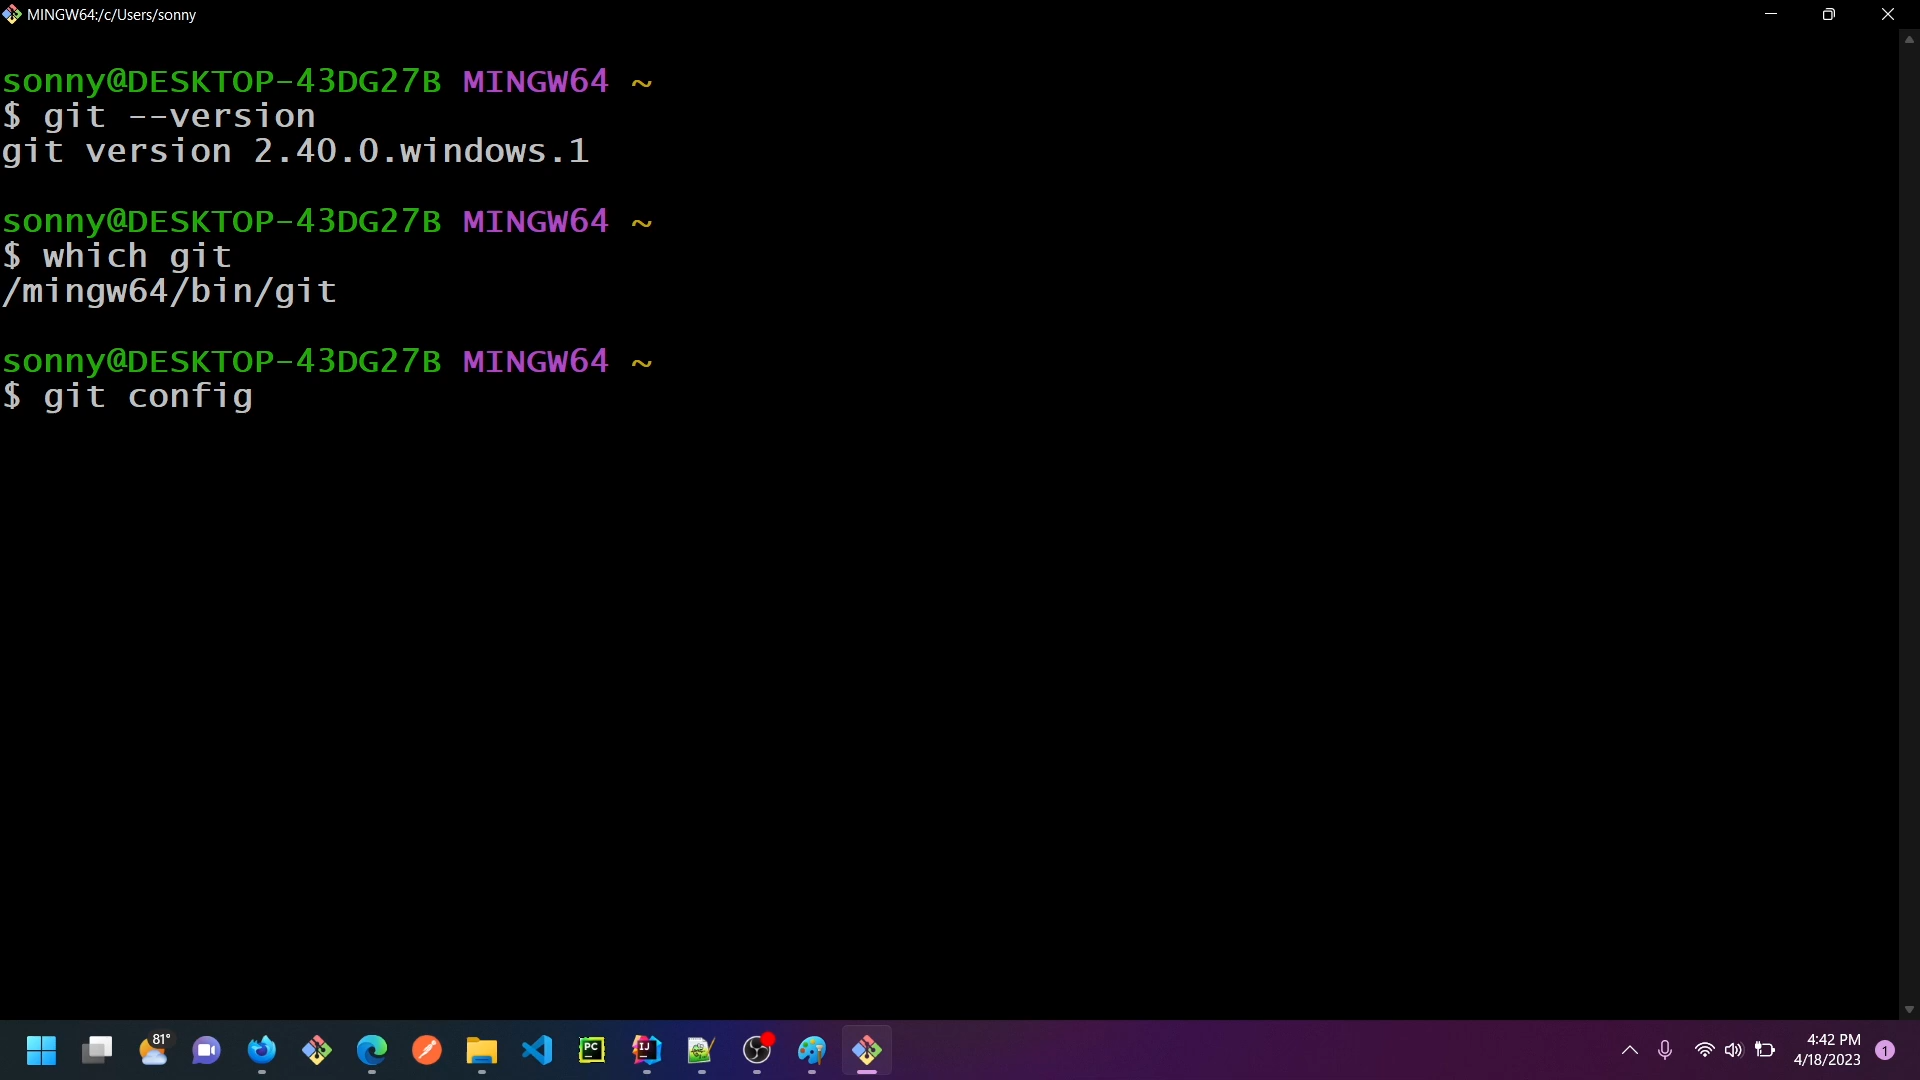 MINGW64:/c/Users/sonny
sonny@DESKTOP-43DG27B MINGW64 ~
$ git --version
git version 2.40.0.windows.1
sonny@DESKTOP-43DG27B MINGW64 ~
$ which git
/mingw64/bin/git
sonny@DESKTOP-43DG27B MINGW64 ~
$ git config
81°
PC
IJ
4:42 PM
4/18/2023
1